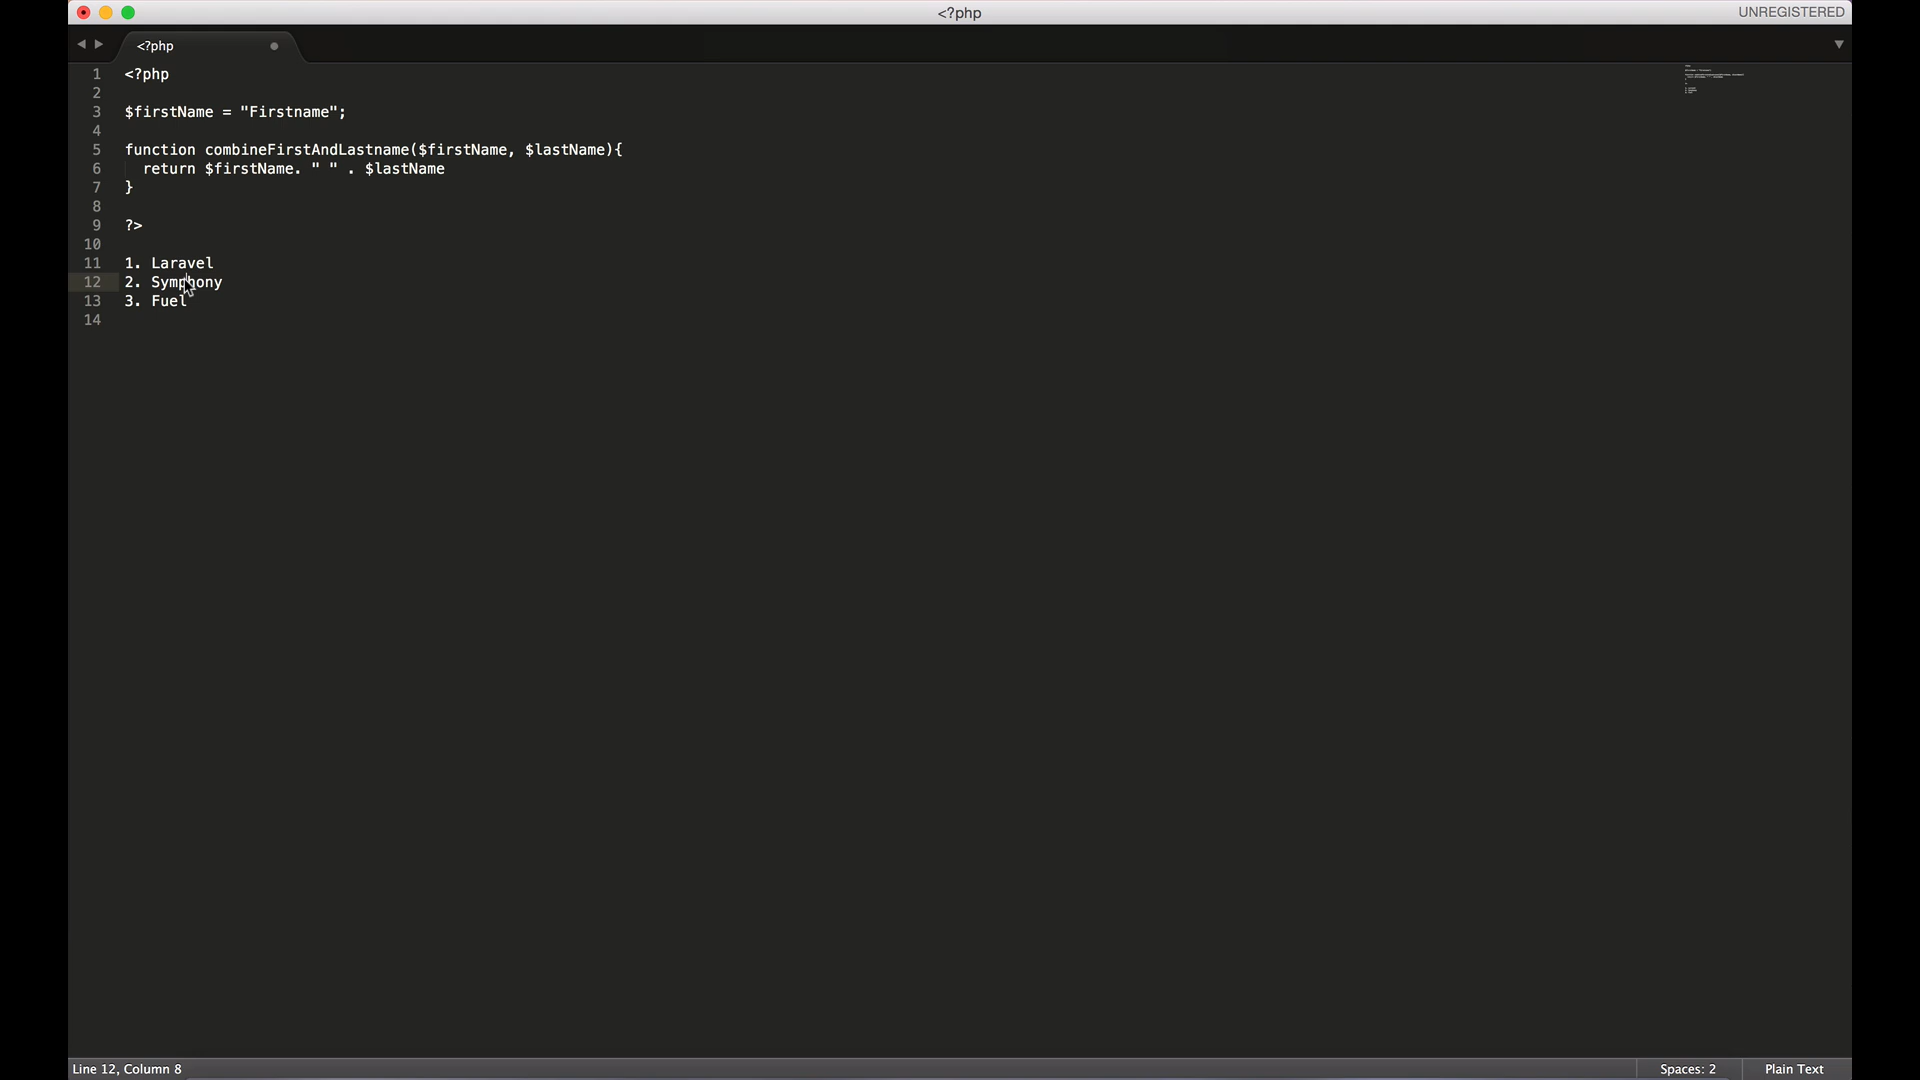 <?php
UNREGISTERED
<?php
1 <?php
2
3 $firstName = "Firstname";
4
5 function combineFirstAndLastname($firstName, $lastName){
6 return $firstName. " " . $lastName
7 }
8
9 ?>
10
11 1. Laravel
12 2. Symphony
13 3. Fuel
14
Line 12, Column 8
Spaces: 2
Plain Text